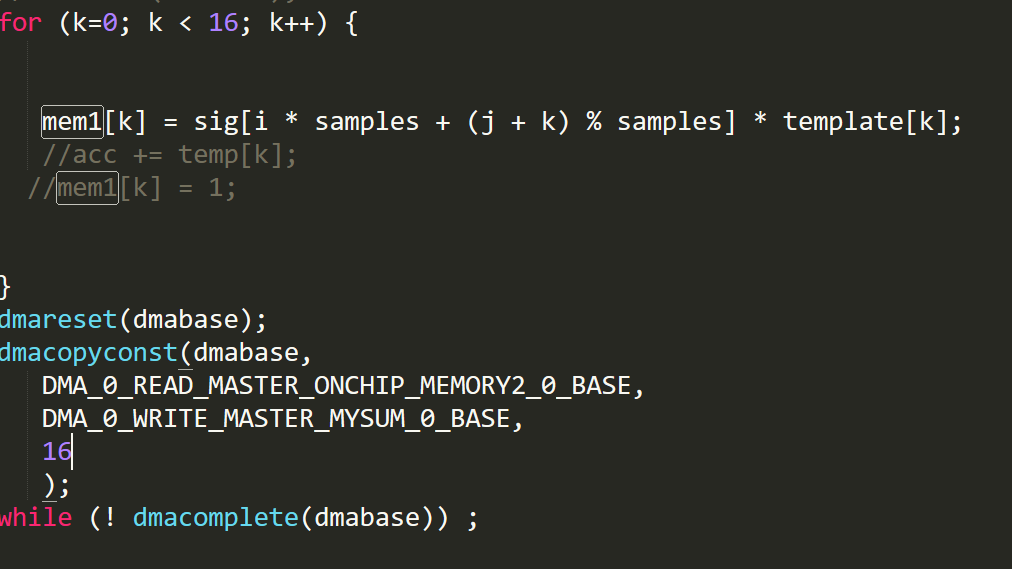 for (k=0; k < 16; k++) {
mem1[k] = sig[i * samples + (j + k) % samples] * template[k];
//acc += temp[k];
//mem1[k] = 1;
}
dmareset(dmabase);
dmacopyconst(dmabase,
DMA_0_READ_MASTER_ONCHIP_MEMORY2_0_BASE,
DMA_0_WRITE_MASTER_MYSUM_0_BASE,
16
);
while (! dmacomplete(dmabase)) ;